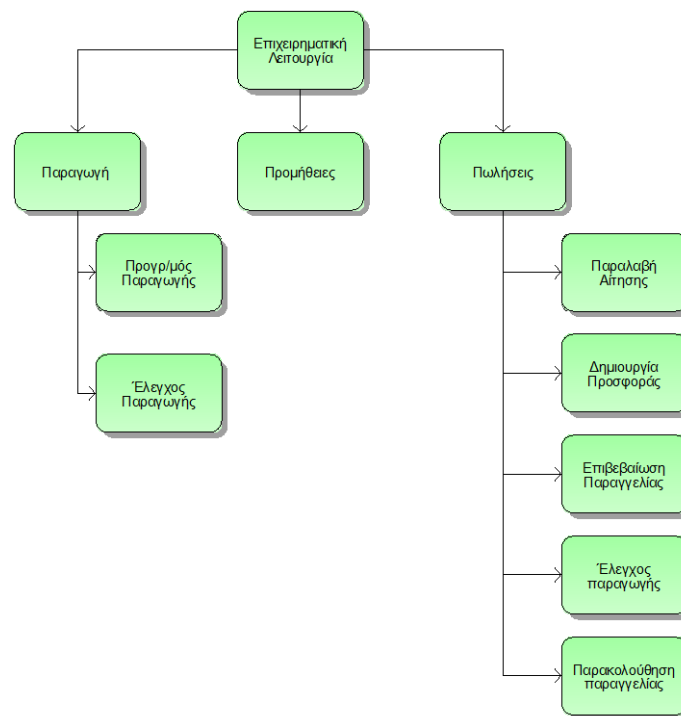 Επιχειρηματική
Λειτουργία
Παραγωγή
Προμήθειες
Πωλήσεις
Προγρ/μός
Παραγωγής
Έλεγχος
Παραγωγής
Παραλαβή
Αίτησης
Δημιουργία
Προσφοράς
Επιβεβαίωση
Παραγγελίας
Έλεγχος
παραγωγής
Παρακολούθηση
παραγγελίας